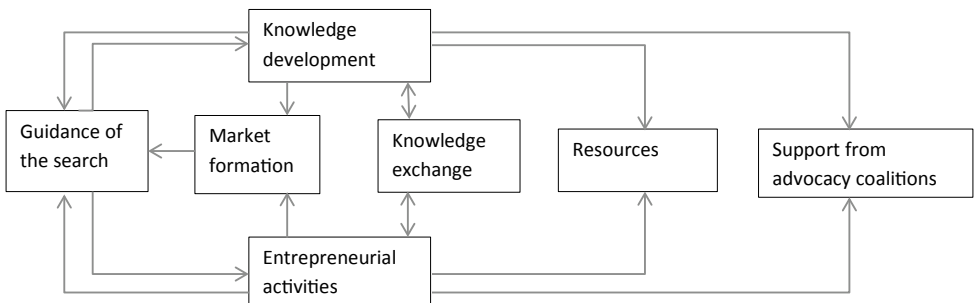 Knowledge
development
Guidance of
the search
Market
formation
Knowledge
exchange
Resources
Support from
advocacy coalitions
Entrepreneurial
activities